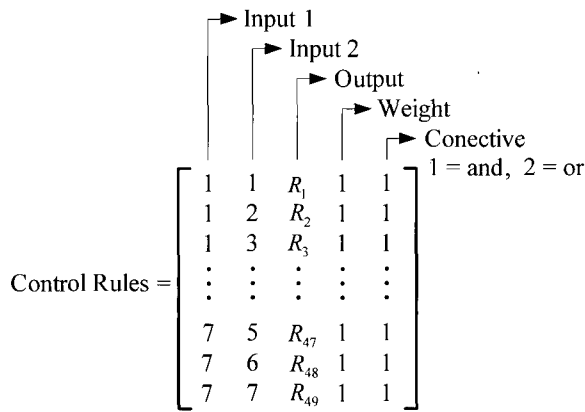 Input 1
Input 2
Output
Weight
Conective
1 = and, 2 = or
1 1 R₁ 1 1
1 2 R₂ 1 1
1 3 R₃ 1 1
Control Rules =
⋮ ⋮ ⋮ ⋮ ⋮
7 5 R₄₇ 1 1
7 6 R₄₈ 1 1
7 7 R₄₉ 1 1